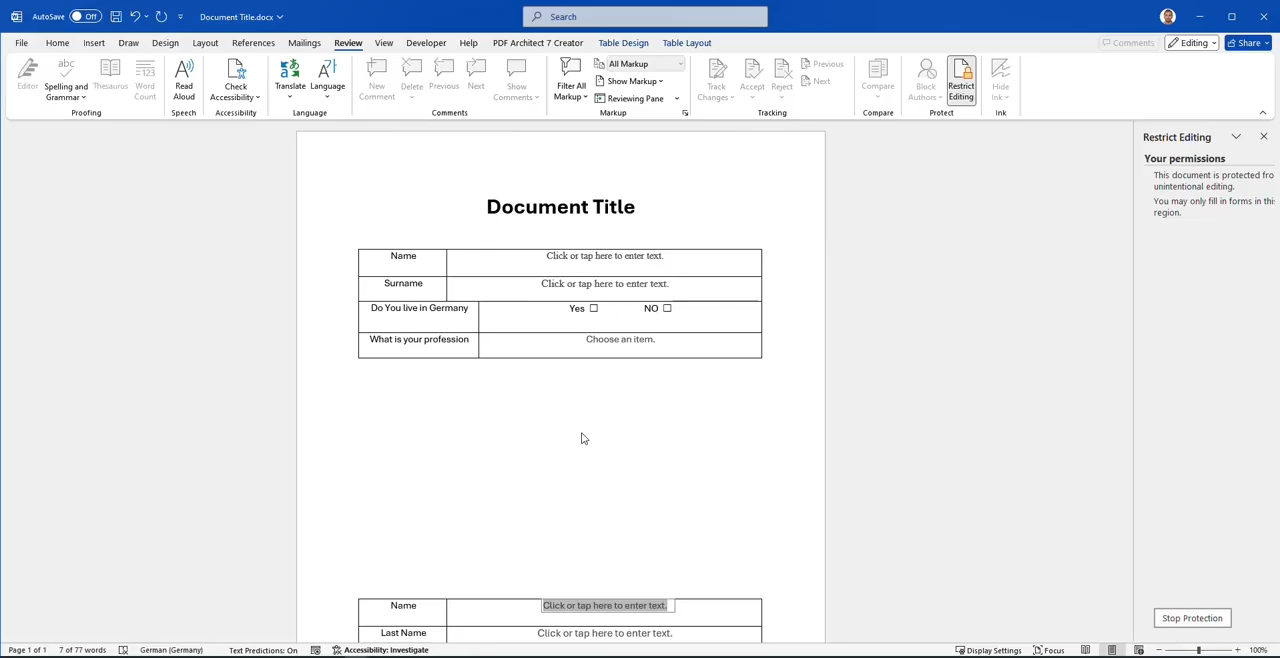 AutoSave Off Document Title.docx Search
File Home Insert Draw Design Layout References Mailings Review View Developer Help PDF Architect 7 Creator Table Design Table Layout Comments Editing Share
Editor
Spelling and
Grammar
Thesaurus
Word
Count
Proofing
Read
Aloud
Speech
Check
Accessibility
Accessibility
Translate
Language
Language
New
Comment
Delete
Previous
Next
Show
Comments
Comments
Filter All
Markup
All Markup
Show Markup
Reviewing Pane
Markup
Track
Changes
Accept
Reject
Previous
Next
Tracking
Compare
Compare
Block
Authors
Restrict
Editing
Protect
Hide
Ink
Ink
Document Title
Name Click or tap here to enter text.
Surname Click or tap here to enter text.
Do You live in Germany Yes ☐ NO ☐
What is your profession Choose an item.
Name Click or tap here to enter text.
Last Name Click or tap here to enter text.
Restrict Editing
Your permissions
This document is protected fro
unintentional editing.
You may only fill in forms in thi
region.
Stop Protection
Page 1 of 1 7 of 77 words German (Germany) Text Predictions: On Accessibility: Investigate Display Settings Focus 100%